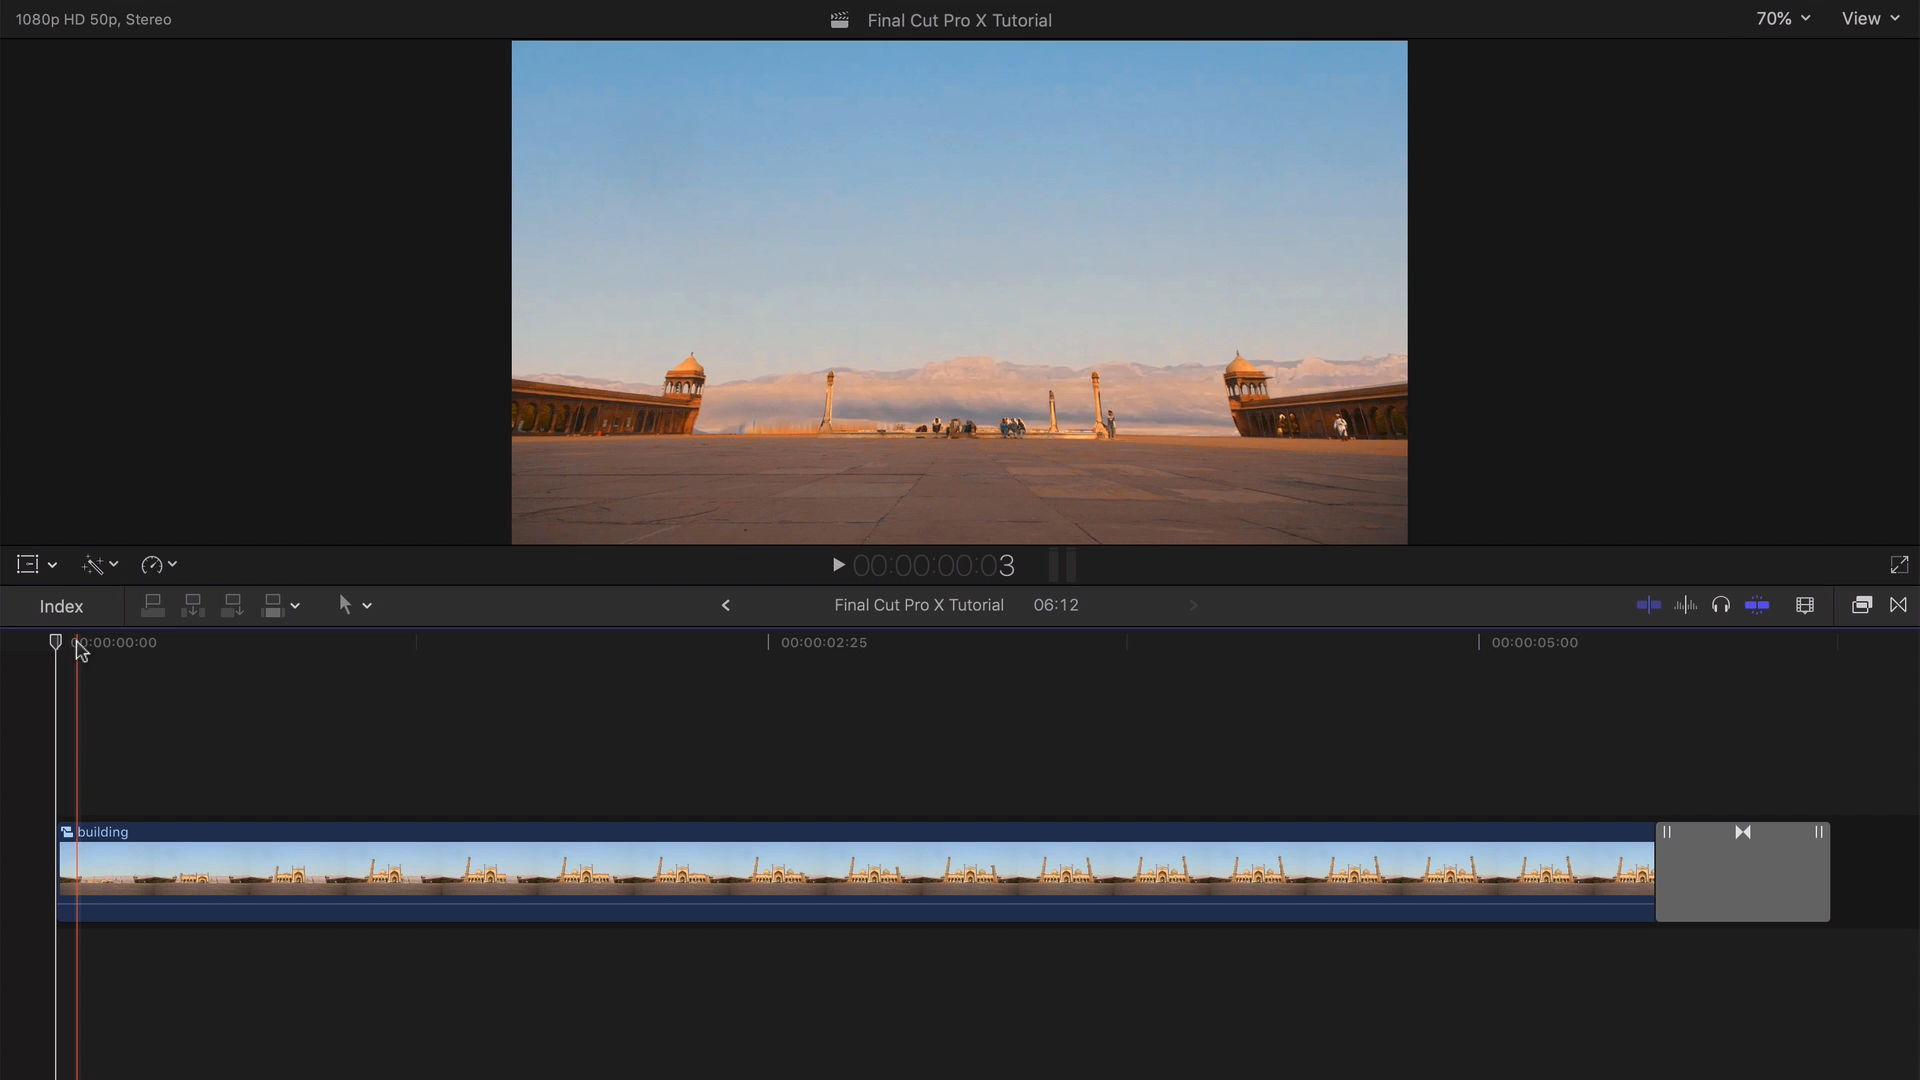 1080p HD 50p, Stereo
Final Cut Pro X Tutorial
70%
View
00:00:00:03
Index
Final Cut Pro X Tutorial
06:12
00:00:00:00
00:00:02:25
00:00:05:00
building